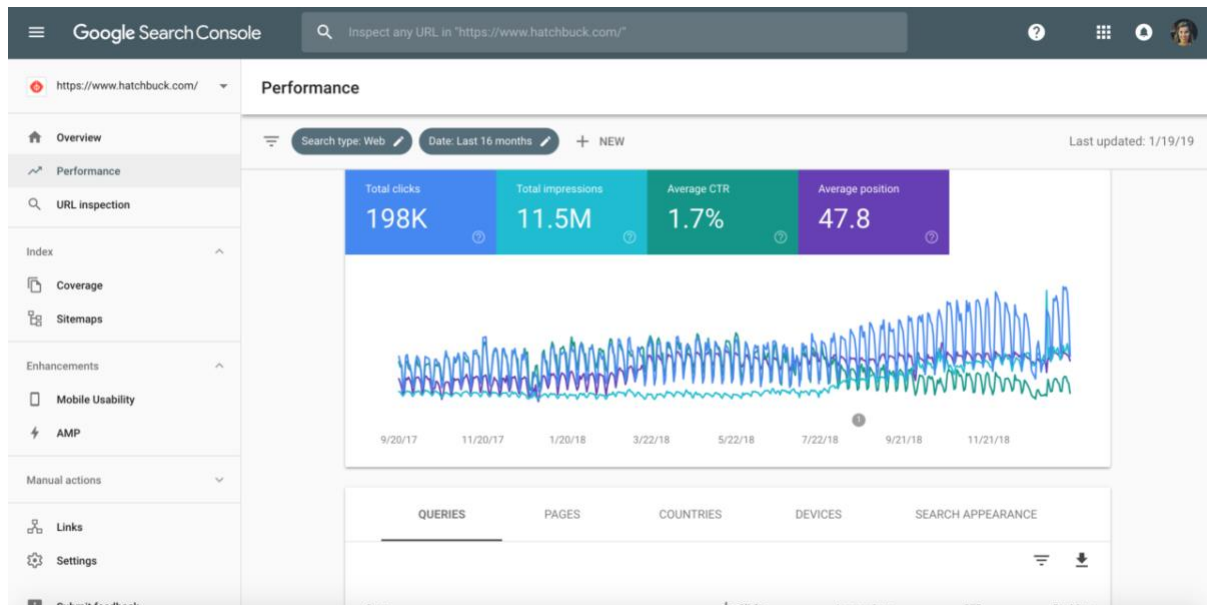 Google Search Console
Inspect any URL in "https://www.hatchbuck.com/"
https://www.hatchbuck.com/
Performance
Overview
Performance
URL inspection
Index
Coverage
Sitemaps
Enhancements
Mobile Usability
AMP
Manual actions
Links
Settings
Submit feedback
Search type: Web
Date: Last 16 months
+ NEW
Last updated: 1/19/19
Total clicks
198K
Total impressions
11.5M
Average CTR
1.7%
Average position
47.8
1
9/20/17 11/20/17 1/20/18 3/22/18 5/22/18 7/22/18 9/21/18 11/21/18
QUERIES PAGES COUNTRIES DEVICES SEARCH APPEARANCE